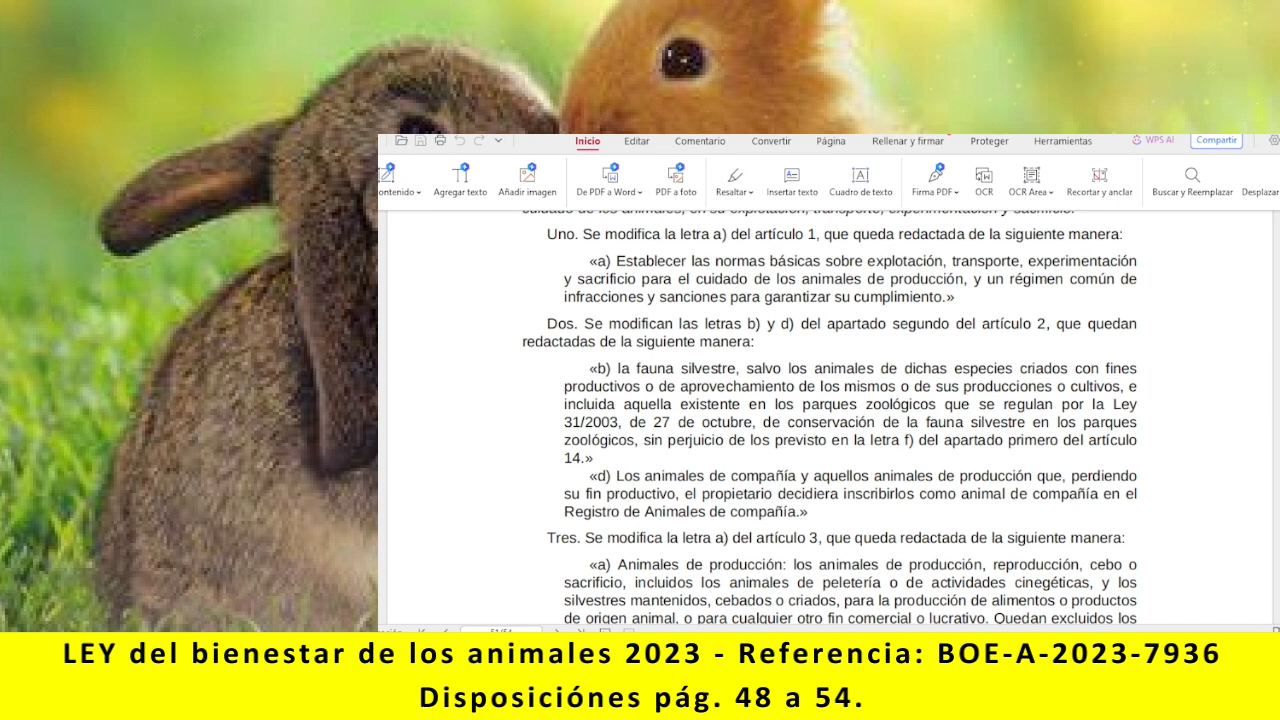 Inicio Editar Comentario Convertir Página Rellenar y firmar Proteger Herramientas WPS AI Compartir
ontenido Agregar texto Añadir imagen De PDF a Word PDF a foto Resaltar Insertar texto Cuadro de texto Firma PDF OCR OCR Area Recortar y anclar Buscar y Reemplazar Desplazar
cuidado de los animales, en su explotación, transporte, experimentación y sacrificio.
Uno. Se modifica la letra a) del artículo 1, que queda redactada de la siguiente manera:
«a) Establecer las normas básicas sobre explotación, transporte, experimentación
y sacrificio para el cuidado de los animales de producción, y un régimen común de
infracciones y sanciones para garantizar su cumplimiento.»
Dos. Se modifican las letras b) y d) del apartado segundo del artículo 2, que quedan
redactadas de la siguiente manera:
«b) la fauna silvestre, salvo los animales de dichas especies criados con fines
productivos o de aprovechamiento de los mismos o de sus producciones o cultivos, e
incluida aquella existente en los parques zoológicos que se regulan por la Ley
31/2003, de 27 de octubre, de conservación de la fauna silvestre en los parques
zoológicos, sin perjuicio de los previsto en la letra f) del apartado primero del artículo
14.»
«d) Los animales de compañía y aquellos animales de producción que, perdiendo
su fin productivo, el propietario decidiera inscribirlos como animal de compañía en el
Registro de Animales de compañía.»
Tres. Se modifica la letra a) del artículo 3, que queda redactada de la siguiente manera:
«a) Animales de producción: los animales de producción, reproducción, cebo o
sacrificio, incluidos los animales de peletería o de actividades cinegéticas, y los
silvestres mantenidos, cebados o criados, para la producción de alimentos o productos
de origen animal, o para cualquier otro fin comercial o lucrativo. Quedan excluidos los
LEY del bienestar de los animales 2023 - Referencia: BOE-A-2023-7936
Disposiciónes pág. 48 a 54.